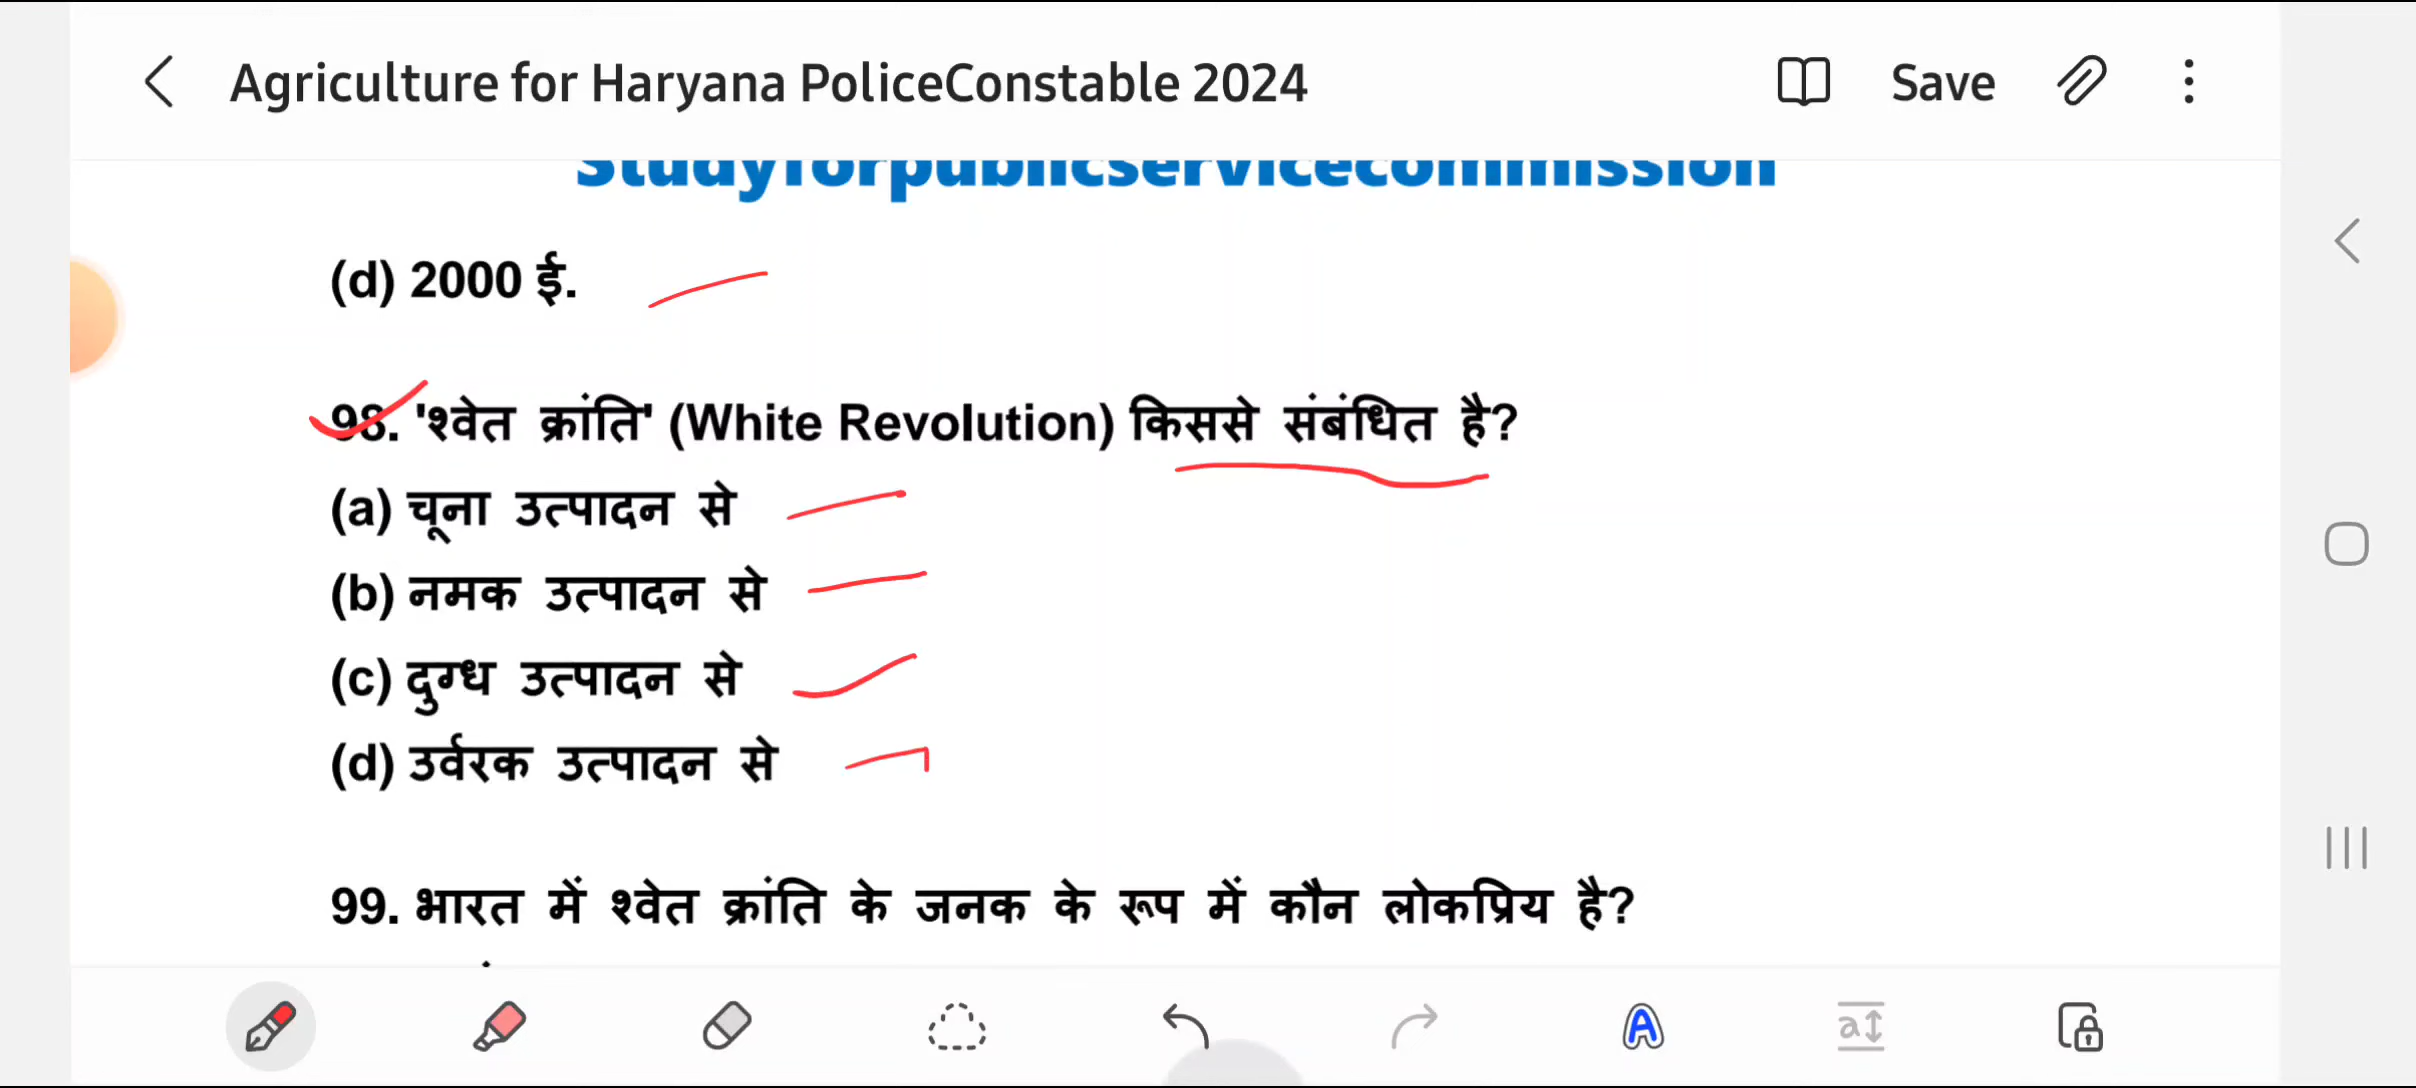 Agriculture for Haryana PoliceConstable 2024
Save
Studyforpublicservicecommission
(d) 2000 ई.
98. 'श्वेत क्रांति' (White Revolution) किससे संबंधित है?
(a) चूना उत्पादन से
(b) नमक उत्पादन से
(c) दुग्ध उत्पादन से
(d) उर्वरक उत्पादन से
99. भारत में श्वेत क्रांति के जनक के रूप में कौन लोकप्रिय है?
A
a